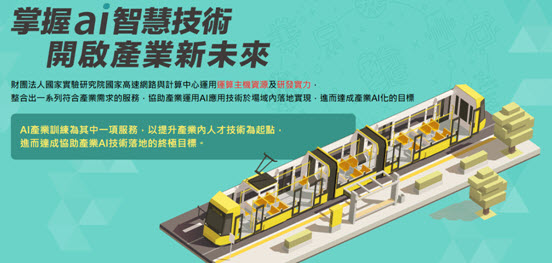 掌握ai智慧技術
開啟產業新未來
財團法人國家實驗研究院國家高速網路與計算中心運用運算主機資源及研發實力，
整合出一系列符合產業需求的服務，協助產業運用AI應用技術於場域內落地實現，進而達成產業AI化的目標
AI產業訓練為其中一項服務，以提升產業內人才技術為起點，
進而達成協助產業AI技術落地的終極目標。